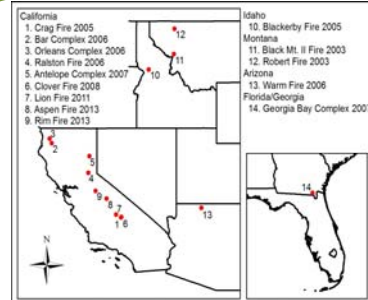 California
1. Crag Fire 2005
2. Bar Complex 2006
3. Orleans Complex 2006
4. Ralston Fire 2006
5. Antelope Complex 2007
6. Clover Fire 2008
7. Lion Fire 2011
8. Aspen Fire 2013
9. Rim Fire 2013
Idaho
10. Blackerby Fire 2005
Montana
11. Black Mt. II Fire 2003
12. Robert Fire 2003
Arizona
13. Warm Fire 2006
Florida/Georgia
14. Georgia Bay Complex 2007
12
11
10
3
2
5
4
9
8
7
1
6
13
14
N